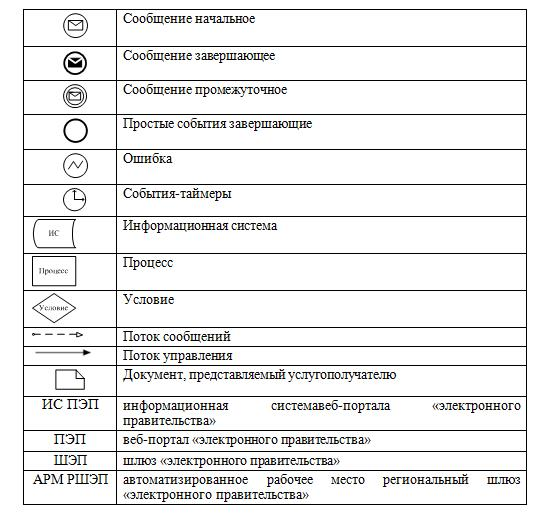 Сообщение начальное
Сообщение завершающее
Сообщение промежуточное
Простые события завершающие
Ошибка
События-таймеры
ИС
Информационная система
Процесс
Процесс
Условие
Условие
Поток сообщений
Поток управления
Документ, представляемый услугополучателю
ИС ПЭП
информационная системавеб-портала «электронного
правительства»
ПЭП
веб-портал «электронного правительства»
ШЭП
шлюз «электронного правительства»
АРМ РШЭП
автоматизированное рабочее место региональный шлюз
«электронного правительства»